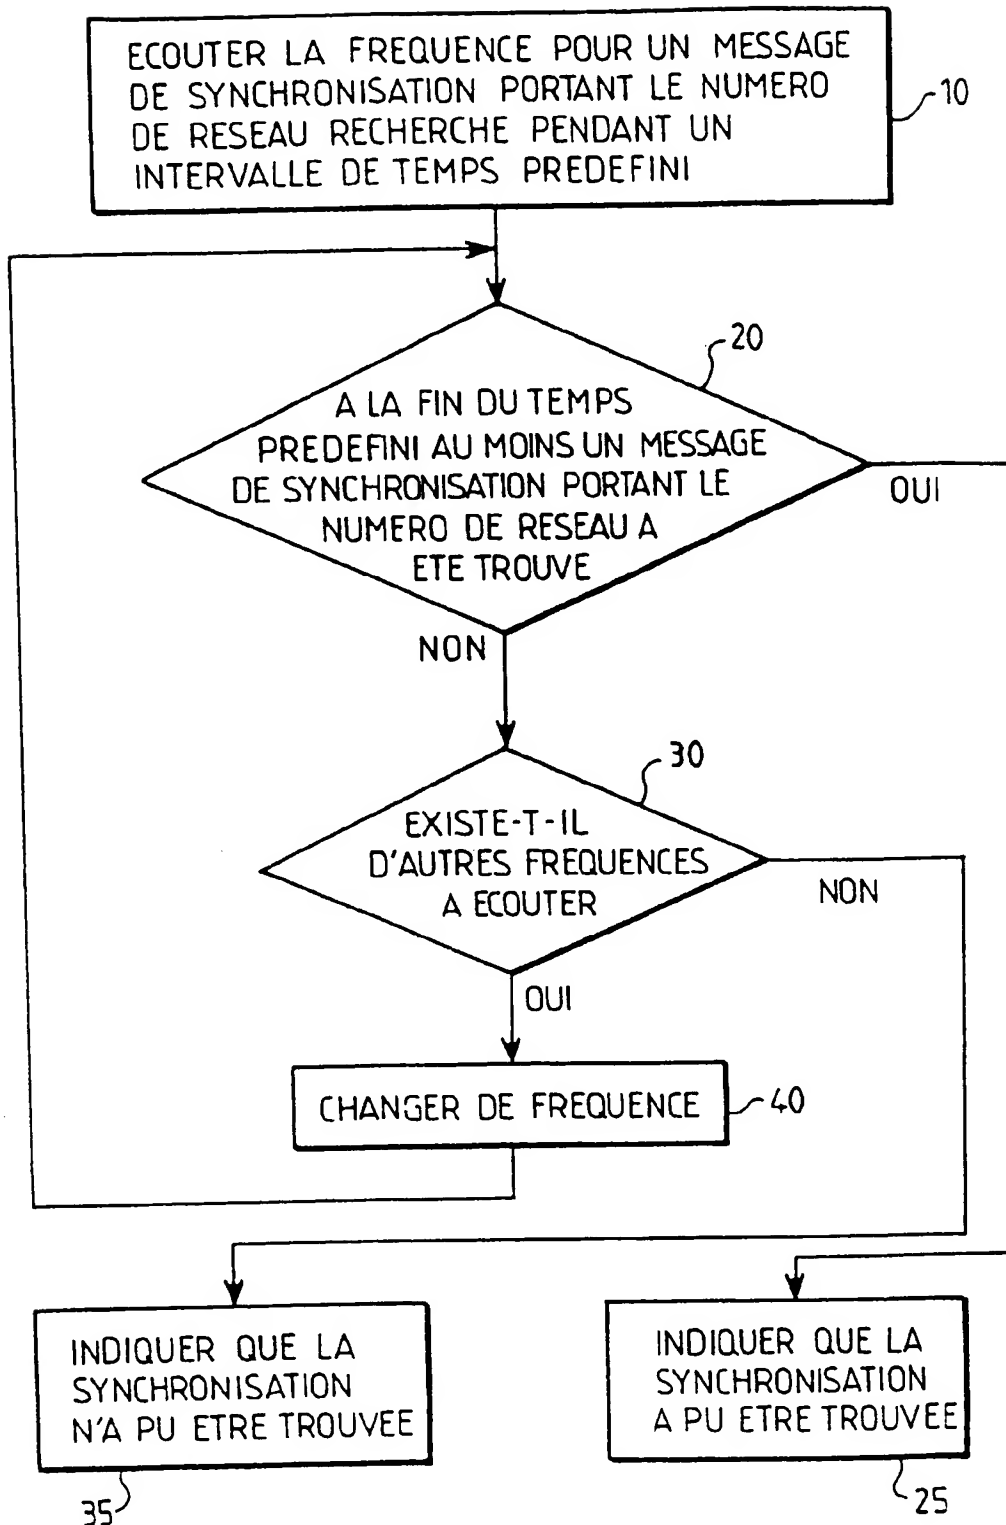 ECOUTER LA FREQUENCE POUR UN MESSAGE
DE SYNCHRONISATION PORTANT LE NUMERO
DE RESEAU RECHERCHE PENDANT UN
INTERVALLE DE TEMPS PREDEFINI
10
20
A LA FIN DU TEMPS
PREDEFINI AU MOINS UN MESSAGE
DE SYNCHRONISATION PORTANT LE
NUMERO DE RESEAU A
ETE TROUVE
OUI
NON
30
EXISTE-T-IL
D'AUTRES FREQUENCES
A ECOUTER
NON
OUI
CHANGER DE FREQUENCE
40
INDIQUER QUE LA
SYNCHRONISATION
N'A PU ETRE TROUVEE
35
INDIQUER QUE LA
SYNCHRONISATION
A PU ETRE TROUVEE
25